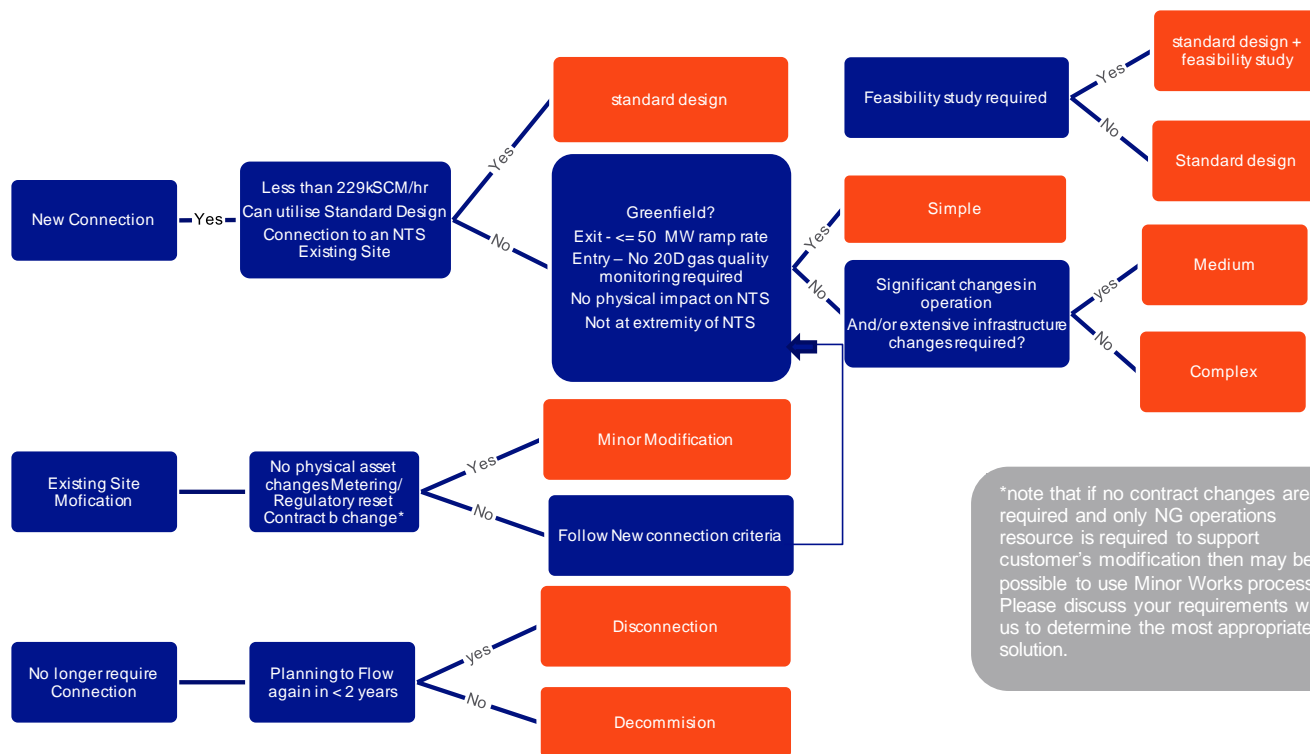 standard design +
feasibility study
Yes
Feasibility study required
No
Standard design
standard design
Yes
New Connection
Yes
Less than 229kSCM/hr
Can utilise Standard Design
Connection to an NTS
Existing Site
No
Greenfield?
Exit - <= 50 MW ramp rate
Entry – No 20D gas quality
monitoring required
No physical impact on NTS
Not at extremity of NTS
Yes
Simple
No
Significant changes in
operation
And/or extensive infrastructure
changes required?
yes
Medium
No
Complex
Existing Site
Mofication
No physical asset
changes Metering/
Regulatory reset
Contract b change*
Yes
Minor Modification
No
Follow New connection criteria
*note that if no contract changes are
required and only NG operations
resource is required to support
customer's modification then may be
possible to use Minor Works process
Please discuss your requirements w
us to determine the most appropriate
solution.
No longer require
Connection
Planning to Flow
again in < 2 years
yes
Disconnection
No
Decommision